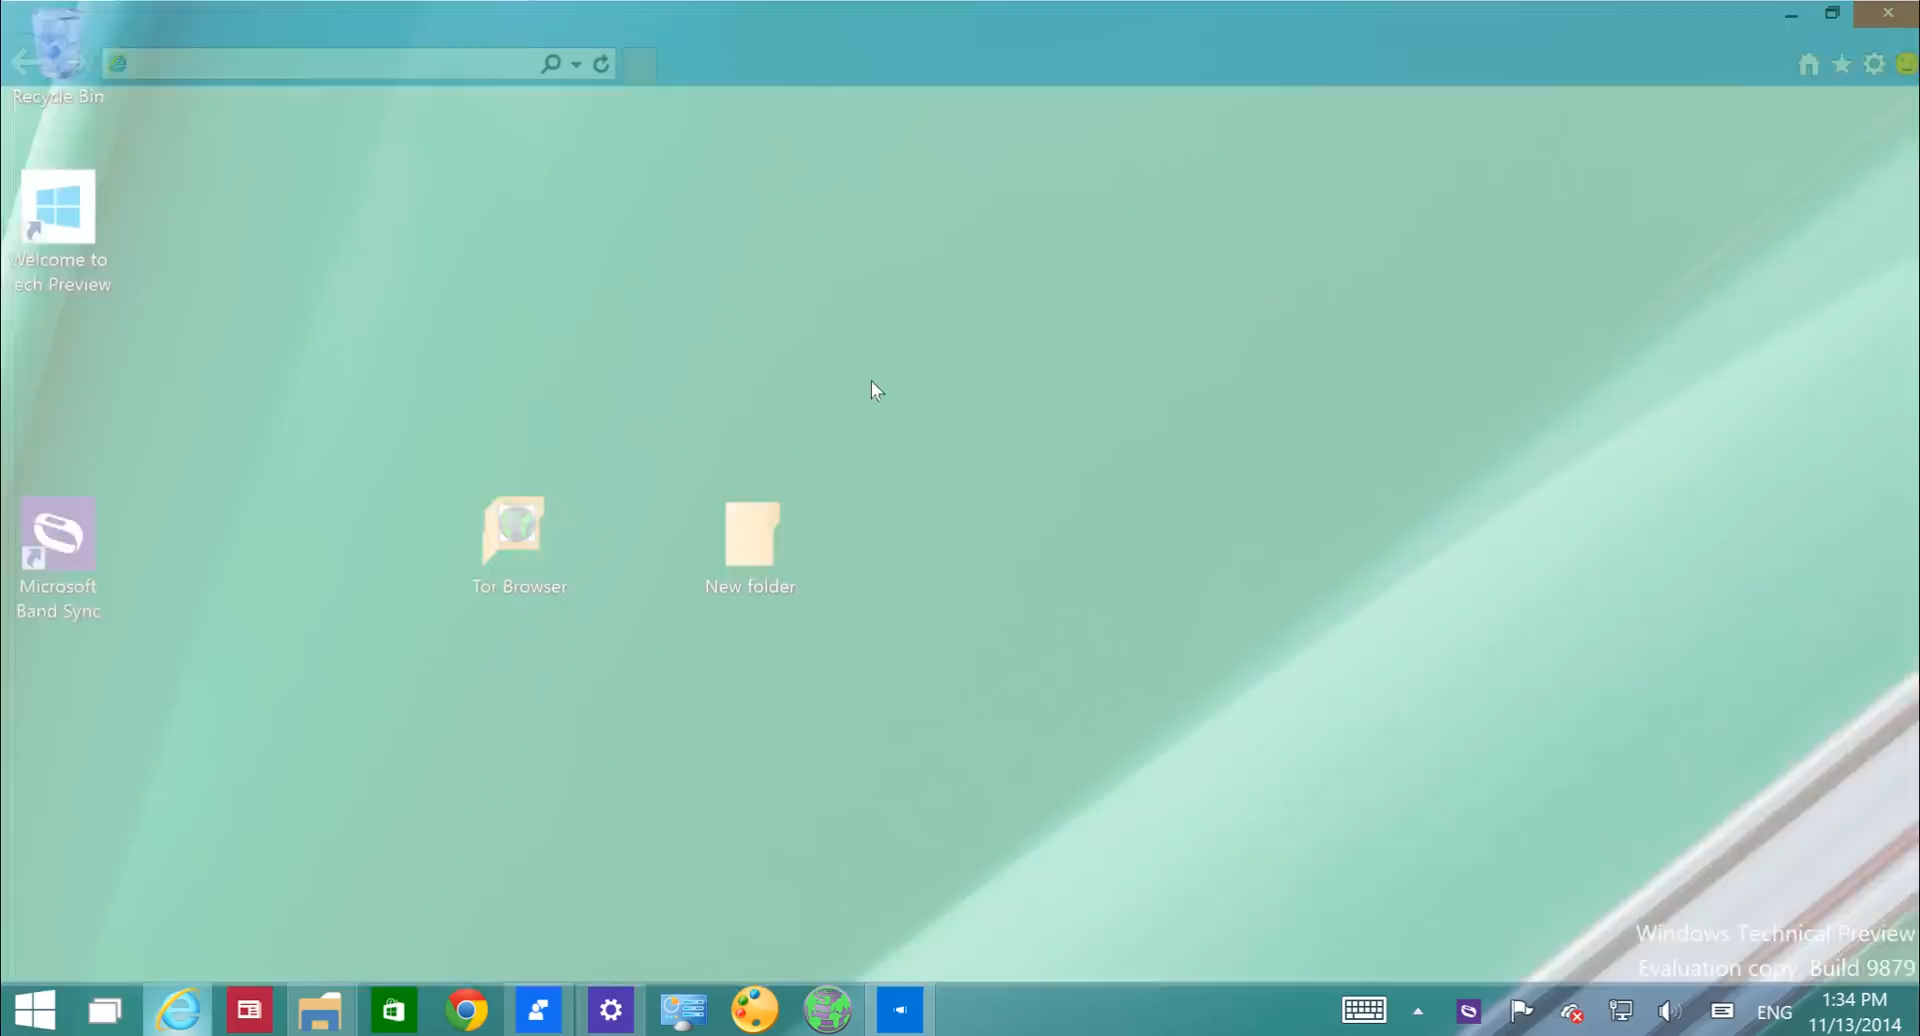 Recycle Bin
Welcome to
ech Preview
Microsoft
Band Sync
Tor Browser
New folder
Windows Technical Preview
Evaluation copy. Build 9879
ENG
1:34 PM
11/13/2014